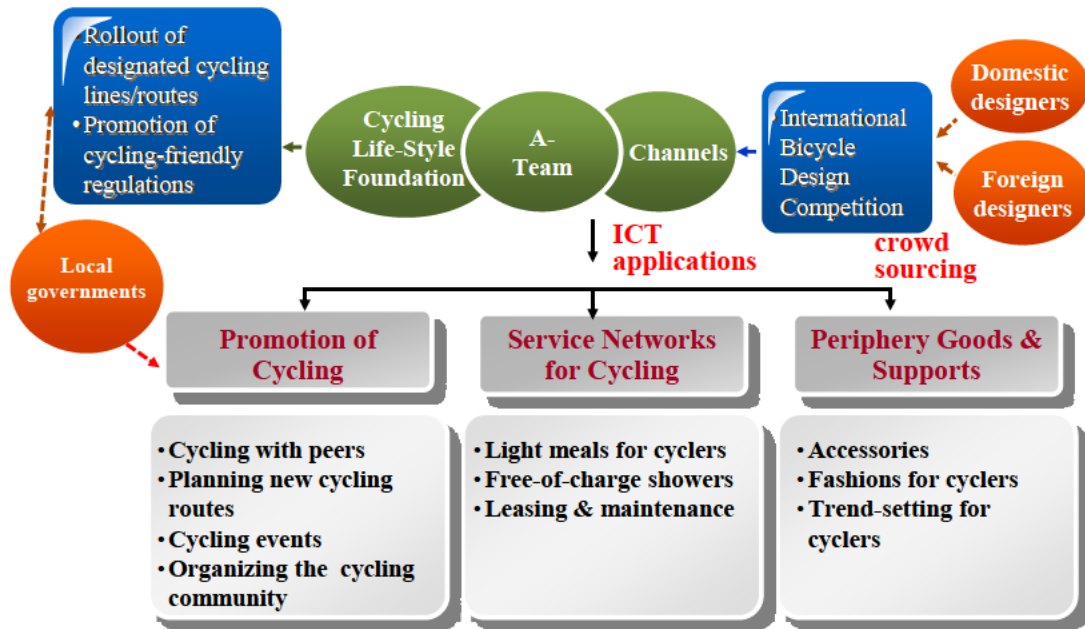 • Rollout of
designated cycling
lines/routes
• Promotion of
cycling-friendly
regulations
Cycling
Life-Style
Foundation
A-
Team
Channels
• International
Bicycle
Design
Competition
Domestic
designers
Foreign
designers
Local
governments
ICT
applications
crowd
sourcing
Promotion of
Cycling
• Cycling with peers
• Planning new cycling
routes
• Cycling events
• Organizing the cycling
community
Service Networks
for Cycling
• Light meals for cyclers
• Free-of-charge showers
• Leasing & maintenance
Periphery Goods &
Supports
• Accessories
• Fashions for cyclers
• Trend-setting for
cyclers